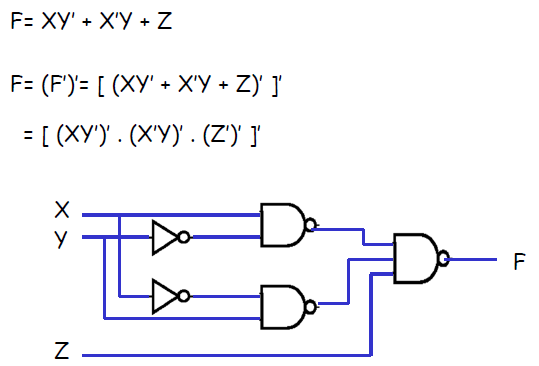 F= XY' + X'Y + Z
F= (F')'= [ (XY' + X'Y + Z)' ]'
= [ (XY')' . (X'Y)' . (Z')' ]'
X
Y
F
Z